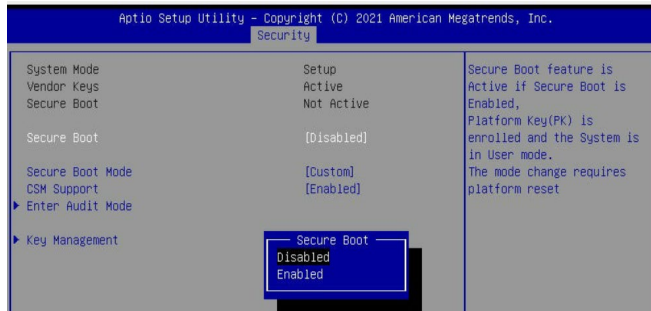 Aptio Setup Utility – Copyright (C) 2021 American Megatrends, Inc.
Security
System Mode Setup
Vendor Keys Active
Secure Boot Not Active
Secure Boot [Disabled]
Secure Boot Mode [Custom]
CSM Support [Enabled]
Enter Audit Mode
Key Management
Secure Boot feature is
Active if Secure Boot is
Enabled,
Platform Key(PK) is
enrolled and the System is
in User mode.
The mode change requires
platform reset
Secure Boot
Disabled
Enabled